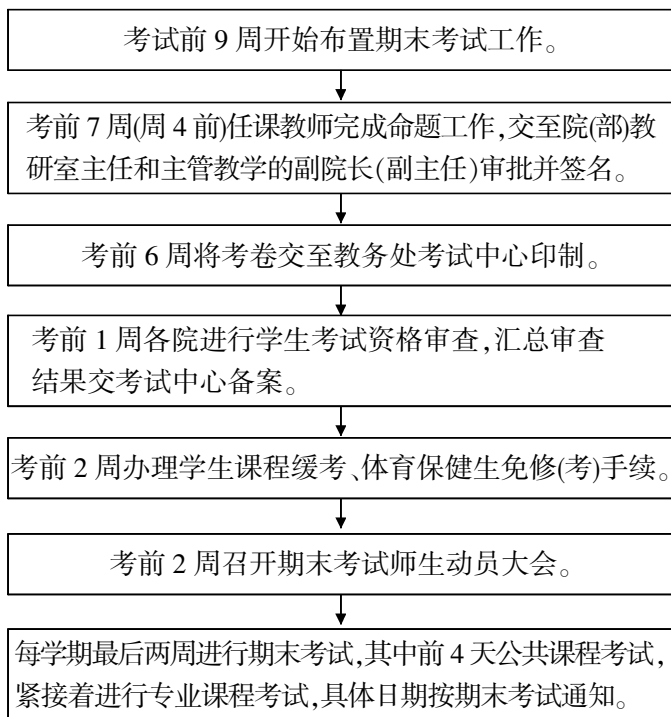 考试前 9 周开始布置期末考试工作。
考前 7 周(周 4 前)任课教师完成命题工作,交至院(部)教
研室主任和主管教学的副院长(副主任)审批并签名。
考前 6 周将考卷交至教务处考试中心印制。
考前 1 周各院进行学生考试资格审查,汇总审查
结果交考试中心备案。
考前 2 周办理学生课程缓考、体育保健生免修(考)手续。
考前 2 周召开期末考试师生动员大会。
每学期最后两周进行期末考试,其中前 4 天公共课程考试,
紧接着进行专业课程考试,具体日期按期末考试通知。